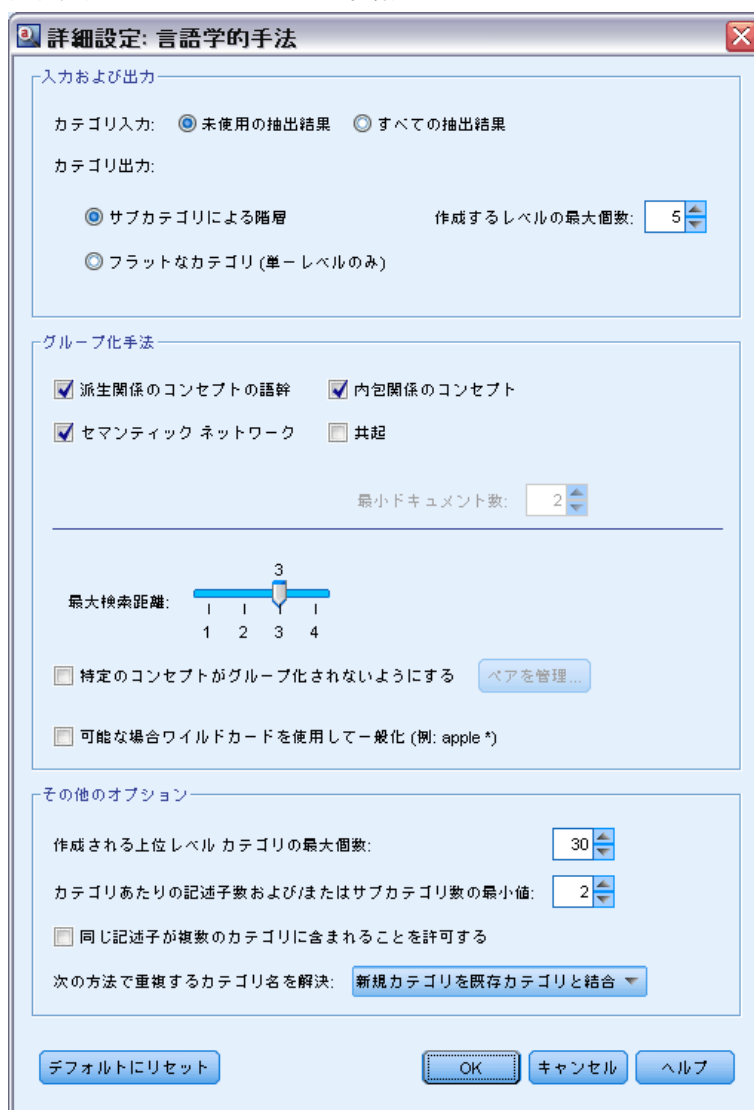 詳細設定: 言語学的手法
入力および出力
カテゴリ入力: 未使用の抽出結果 すべての抽出結果
カテゴリ出力:
サブカテゴリによる階層 作成するレベルの最大個数: 5
フラットなカテゴリ (単一レベルのみ)
グループ化手法
派生関係のコンセプトの語幹 内包関係のコンセプト
セマンティック ネットワーク 共起
最小ドキュメント数: 2
3
最大検索距離:
1 2 3 4
特定のコンセプトがグループ化されないようにする ペアを管理...
可能な場合ワイルドカードを使用して一般化 (例: apple *)
その他のオプション
作成される上位レベル カテゴリの最大個数: 30
カテゴリあたりの記述子数および/またはサブカテゴリ数の最小値: 2
同じ記述子が複数のカテゴリに含まれることを許可する
次の方法で重複するカテゴリ名を解決: 新規カテゴリを既存カテゴリと結合
デフォルトにリセット OK キャンセル ヘルプ